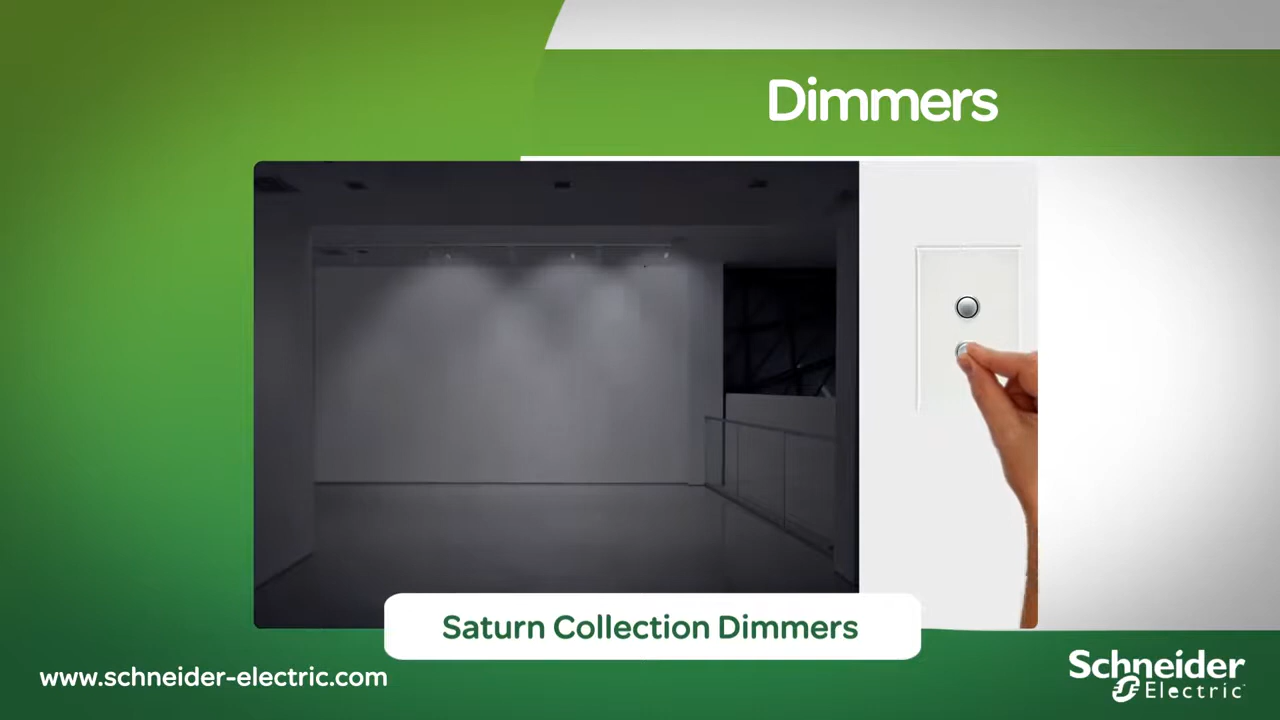 Dimmers
Saturn Collection Dimmers
www.schneider-electric.com
Schneider
Electric